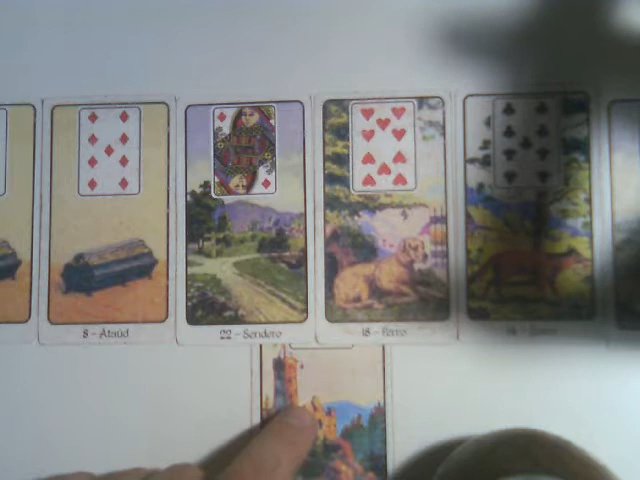 8 - Ataúd
22 - Sendero
18 - Perro